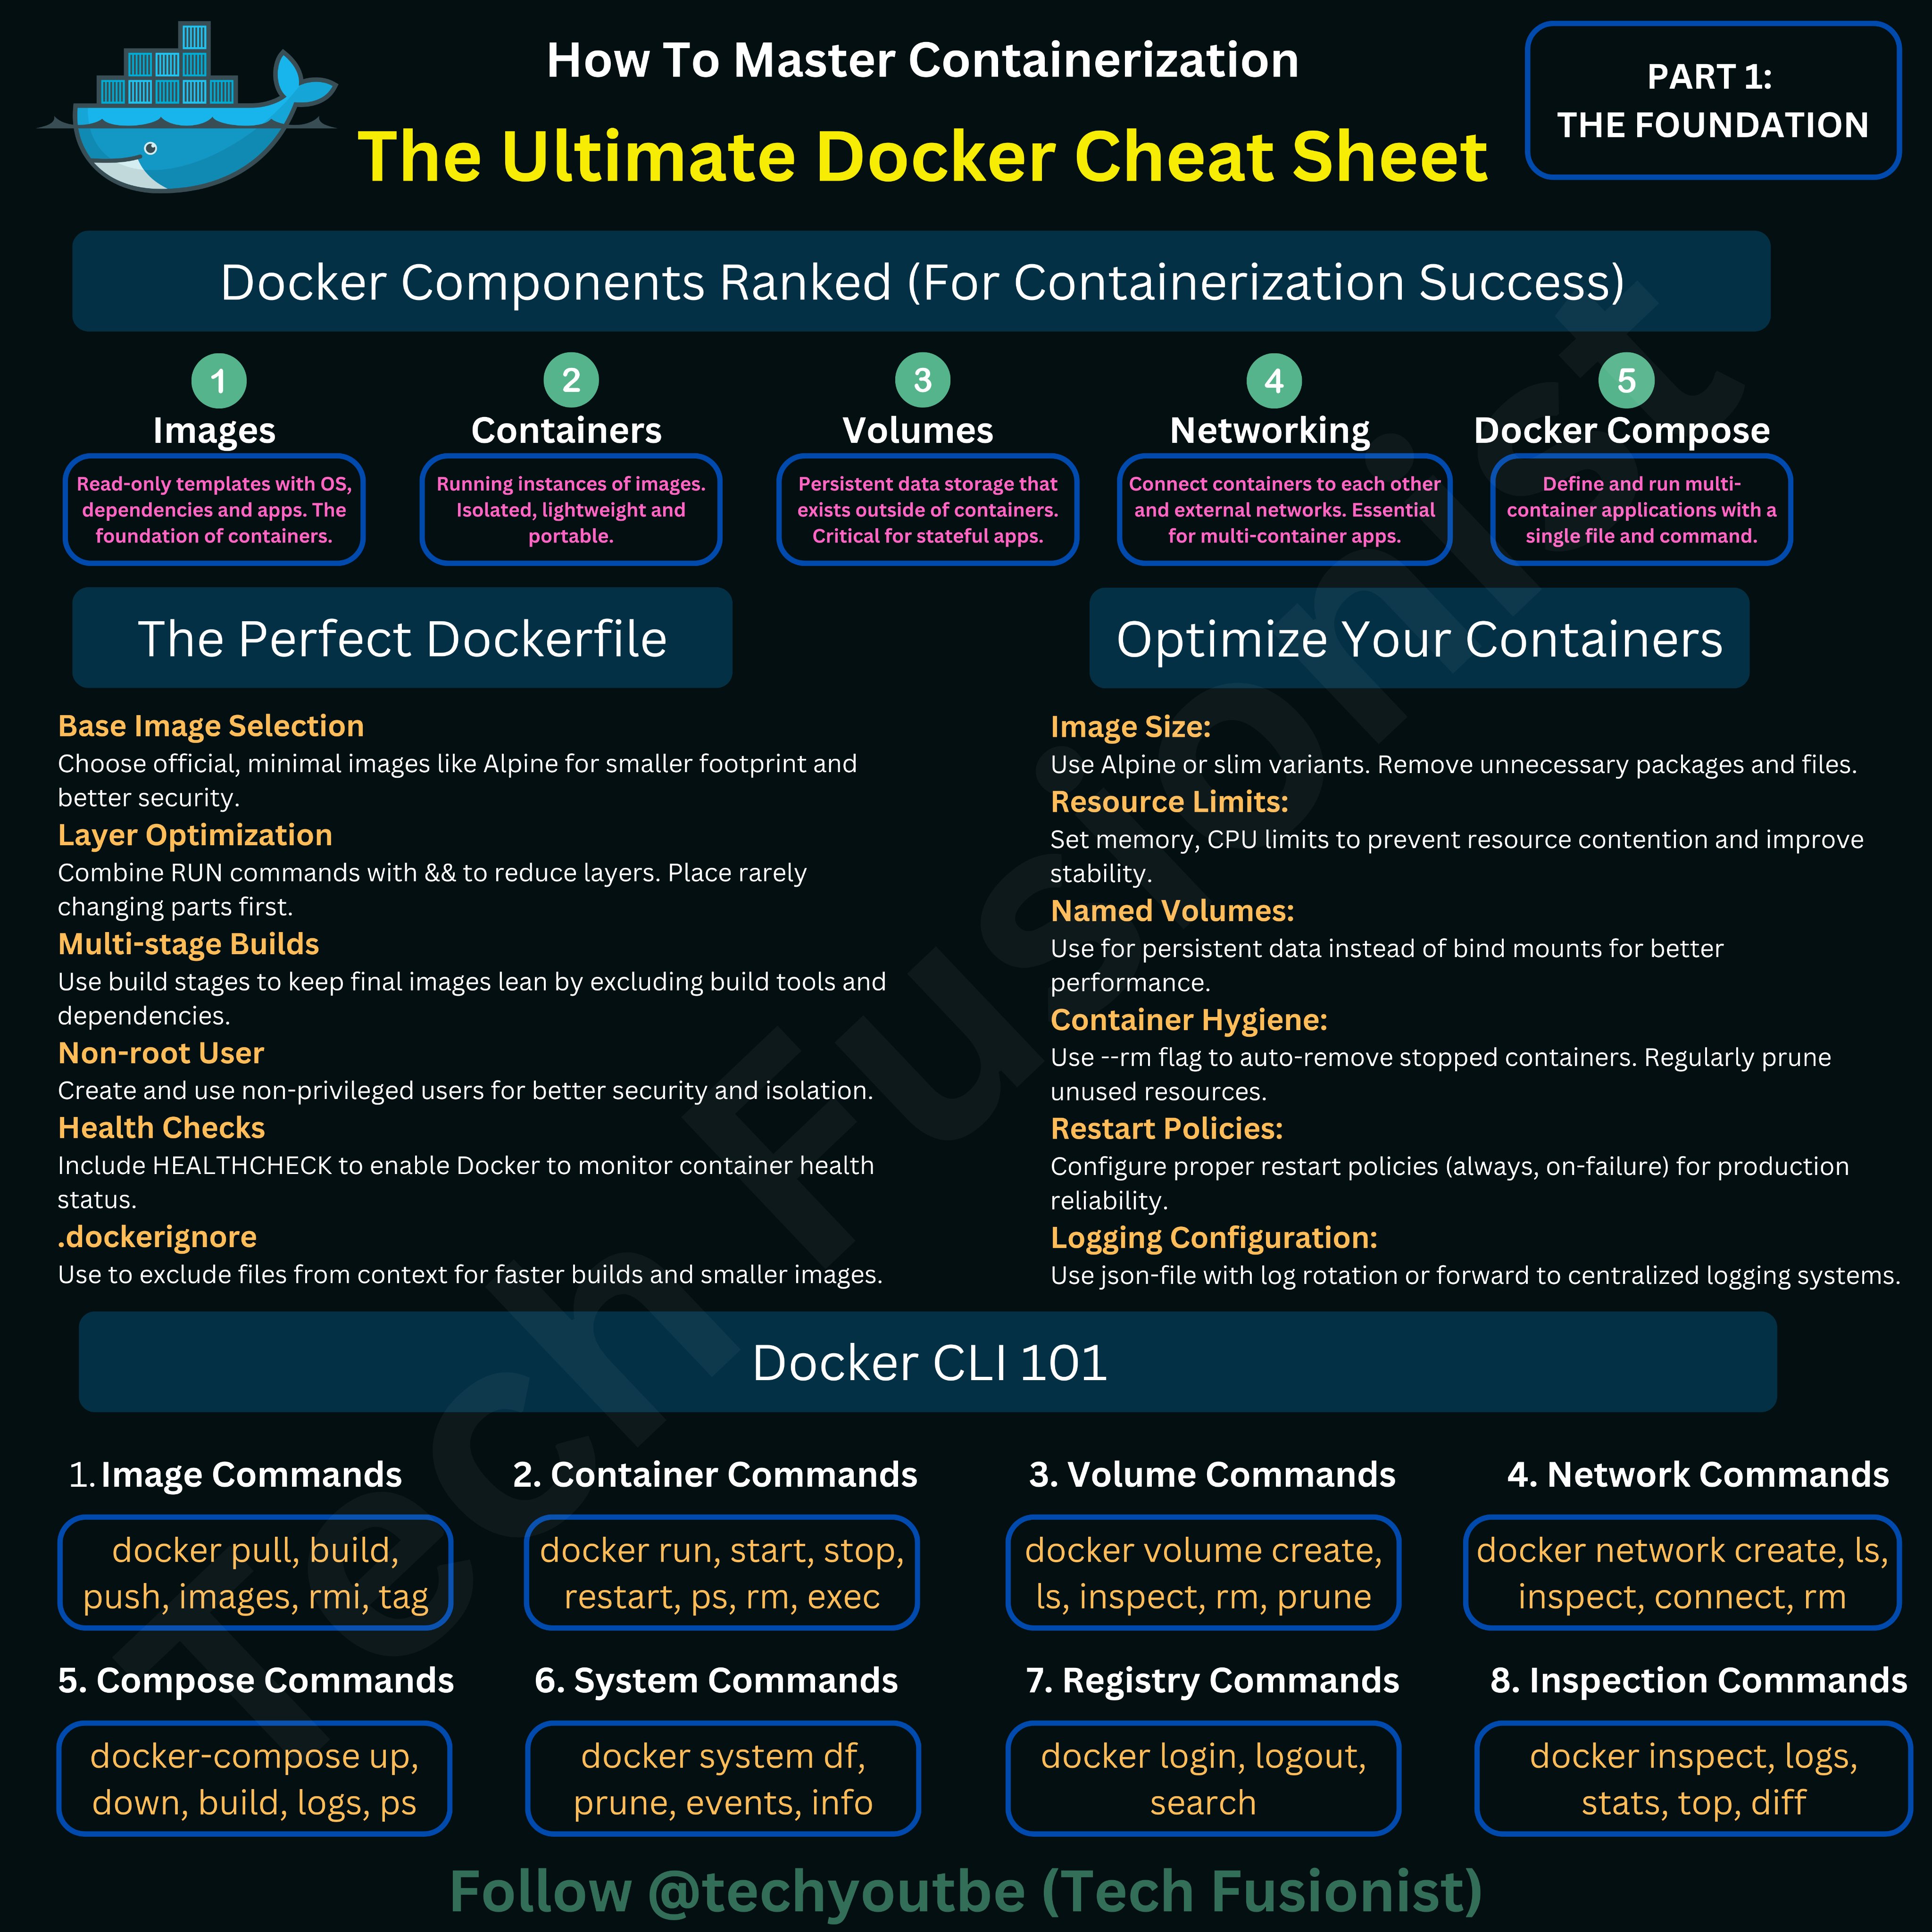 How To Master Containerization
The Ultimate Docker Cheat Sheet
PART 1:
THE FOUNDATION
Docker Components Ranked (For Containerization Success)
1
Images
Read-only templates with OS,
dependencies and apps. The
foundation of containers.
2
Containers
Running instances of images.
Isolated, lightweight and
portable.
3
Volumes
Persistent data storage that
exists outside of containers.
Critical for stateful apps.
4
Networking
Connect containers to each other
and external networks. Essential
for multi-container apps.
5
Docker Compose
Define and run multi-
container applications with a
single file and command.
The Perfect Dockerfile
Base Image Selection
Choose official, minimal images like Alpine for smaller footprint and
better security.
Layer Optimization
Combine RUN commands with && to reduce layers. Place rarely
changing parts first.
Multi-stage Builds
Use build stages to keep final images lean by excluding build tools and
dependencies.
Non-root User
Create and use non-privileged users for better security and isolation.
Health Checks
Include HEALTHCHECK to enable Docker to monitor container health
status.
.dockerignore
Use to exclude files from context for faster builds and smaller images.
Optimize Your Containers
Image Size:
Use Alpine or slim variants. Remove unnecessary packages and files.
Resource Limits:
Set memory, CPU limits to prevent resource contention and improve
stability.
Named Volumes:
Use for persistent data instead of bind mounts for better
performance.
Container Hygiene:
Use --rm flag to auto-remove stopped containers. Regularly prune
unused resources.
Restart Policies:
Configure proper restart policies (always, on-failure) for production
reliability.
Logging Configuration:
Use json-file with log rotation or forward to centralized logging systems.
Docker CLI 101
1. Image Commands
docker pull, build,
push, images, rmi, tag
2. Container Commands
docker run, start, stop,
restart, ps, rm, exec
3. Volume Commands
docker volume create,
ls, inspect, rm, prune
4. Network Commands
docker network create, ls,
inspect, connect, rm
5. Compose Commands
docker-compose up,
down, build, logs, ps
6. System Commands
docker system df,
prune, events, info
7. Registry Commands
docker login, logout,
search
8. Inspection Commands
docker inspect, logs,
stats, top, diff
Follow @techyoutbe (Tech Fusionist)
Tech Fusionist